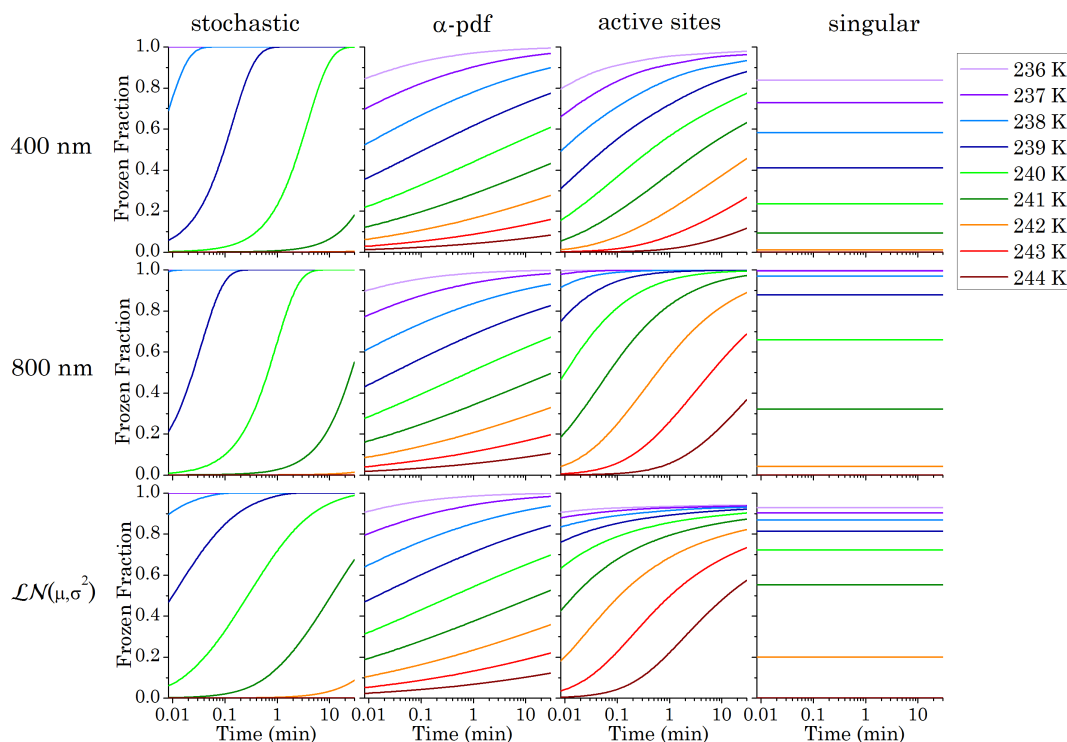 stochastic α-pdf active sites singular
400 nm
Frozen Fraction
1.0
0.8
0.6
0.4
0.2
0.0
236 K
237 K
238 K
239 K
240 K
241 K
242 K
243 K
244 K
800 nm
Frozen Fraction
1.0
0.8
0.6
0.4
0.2
0.0
ℒ𝒩(μ,σ²)
Frozen Fraction
1.0
0.8
0.6
0.4
0.2
0.0
0.01 0.1 1 10 0.01 0.1 1 10 0.01 0.1 1 10 0.01 0.1 1 10
Time (min) Time (min) Time (min) Time (min)